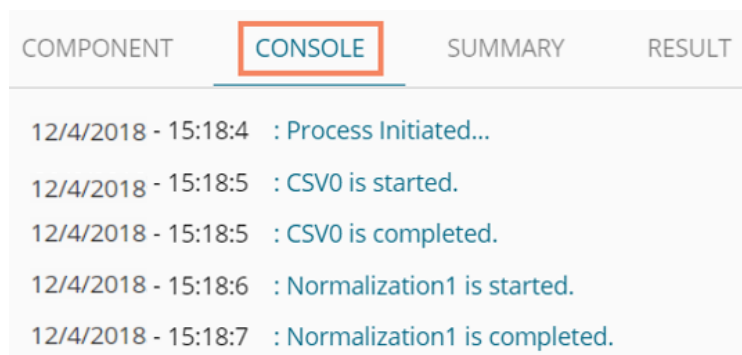 COMPONENT CONSOLE SUMMARY RESULT
12/4/2018 - 15:18:4 : Process Initiated...
12/4/2018 - 15:18:5 : CSV0 is started.
12/4/2018 - 15:18:5 : CSV0 is completed.
12/4/2018 - 15:18:6 : Normalization1 is started.
12/4/2018 - 15:18:7 : Normalization1 is completed.